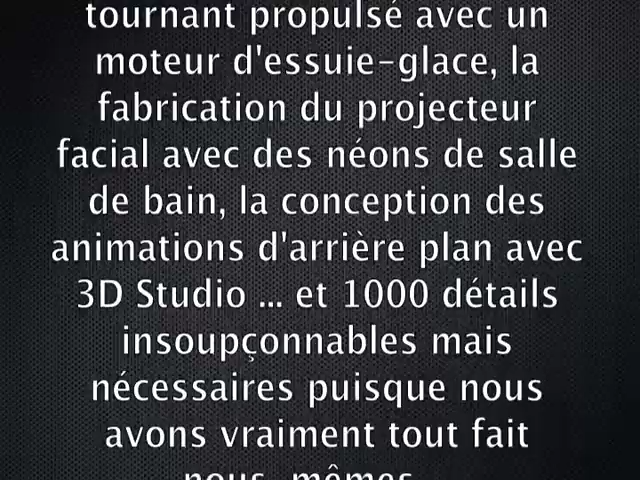 tournant propulsé avec un
moteur d'essuie-glace, la
fabrication du projecteur
facial avec des néons de salle
de bain, la conception des
animations d'arrière plan avec
3D Studio ... et 1000 détails
insoupçonnables mais
nécessaires puisque nous
avons vraiment tout fait
nous-mêmes